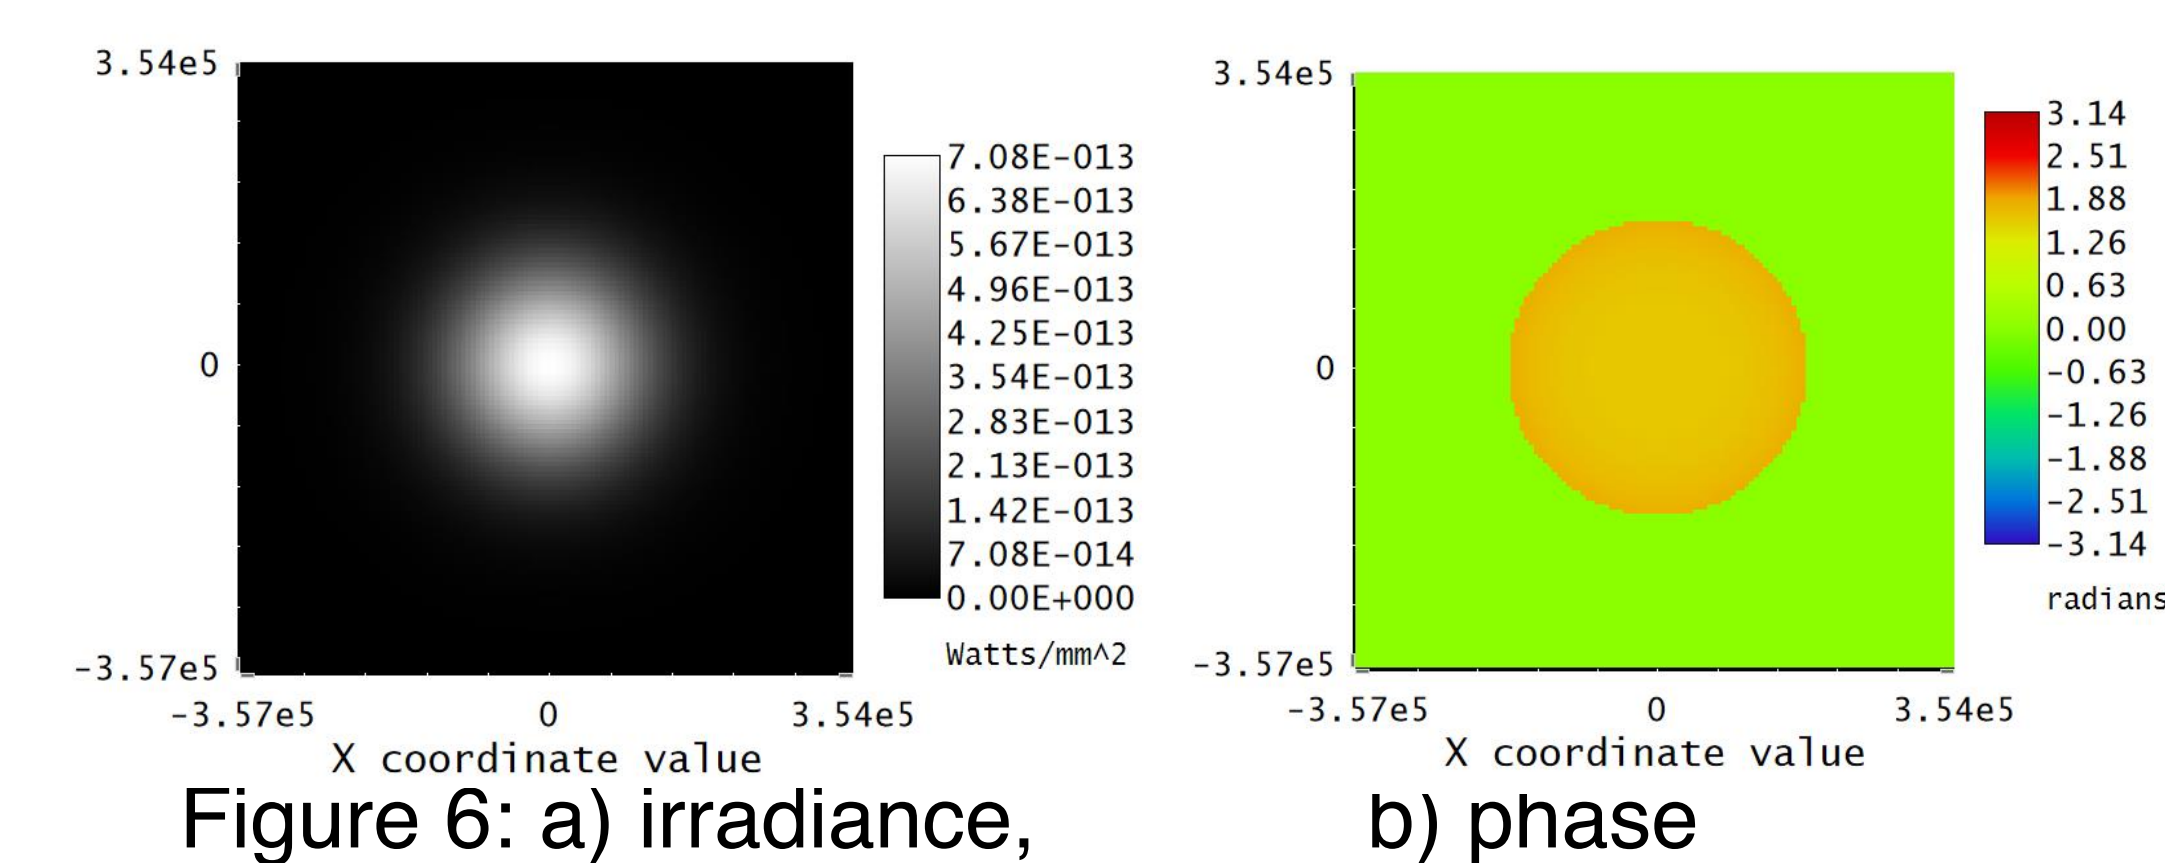 3.54e5
0
-3.57e5
-3.57e5 0 3.54e5
X coordinate value
7.08E-013
6.38E-013
5.67E-013
4.96E-013
4.25E-013
3.54E-013
2.83E-013
2.13E-013
1.42E-013
7.08E-014
0.00E+000
Watts/mm^2
3.54e5
0
-3.57e5
-3.57e5 0 3.54e5
X coordinate value
3.14
2.51
1.88
1.26
0.63
0.00
-0.63
-1.26
-1.88
-2.51
-3.14
radians
Figure 6: a) irradiance, b) phase